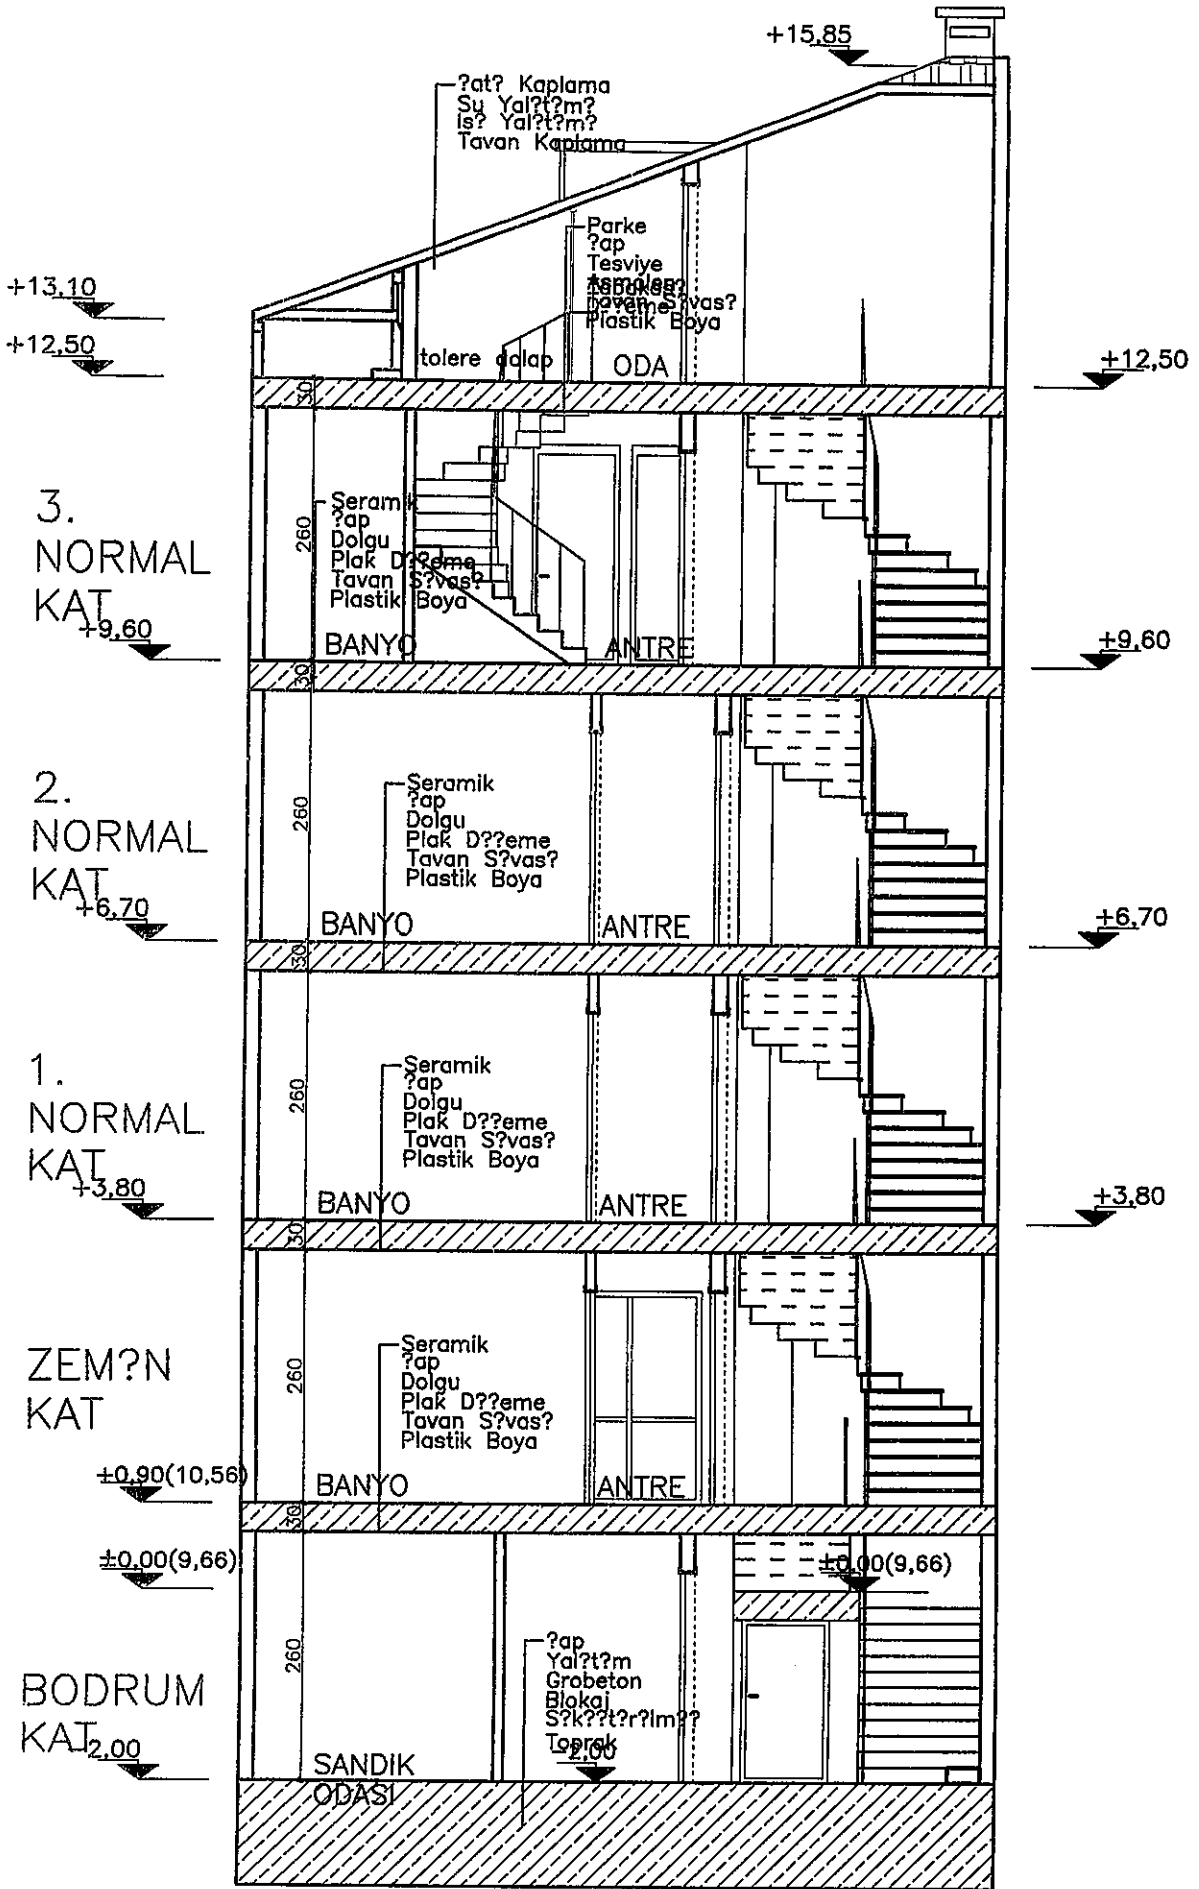 +15,85
?at? Kaplama
Su Yal?t?m?
Is? Yal?t?m?
Tavan Kaplama
Parke
?ap
Tesviye
Asmolen
Tavan S?vas?
Plastik Boya
+13,10
+12,50
tolere dolap
ODA
+12,50
30
3.
NORMAL
KAT
+9,60
260
Seramik
?ap
Dolgu
Plak D??eme
Tavan S?vas?
Plastik Boya
BANYO
ANTRE
+9,60
30
2.
NORMAL
KAT
+6,70
260
Seramik
?ap
Dolgu
Plak D??eme
Tavan S?vas?
Plastik Boya
BANYO
ANTRE
+6,70
30
1.
NORMAL
KAT
+3,80
260
Seramik
?ap
Dolgu
Plak D??eme
Tavan S?vas?
Plastik Boya
BANYO
ANTRE
+3,80
30
ZEM?N
KAT
±0,90(10,56)
260
Seramik
?ap
Dolgu
Plak D??eme
Tavan S?vas?
Plastik Boya
BANYO
ANTRE
30
±0,00(9,66)
±0,00(9,66)
BODRUM
KAT
-2,00
260
?ap
Yal?t?m
Grobeton
Blokaj
S?k??t?r?lm??
Toprak
-2,00
SANDIK
ODASI